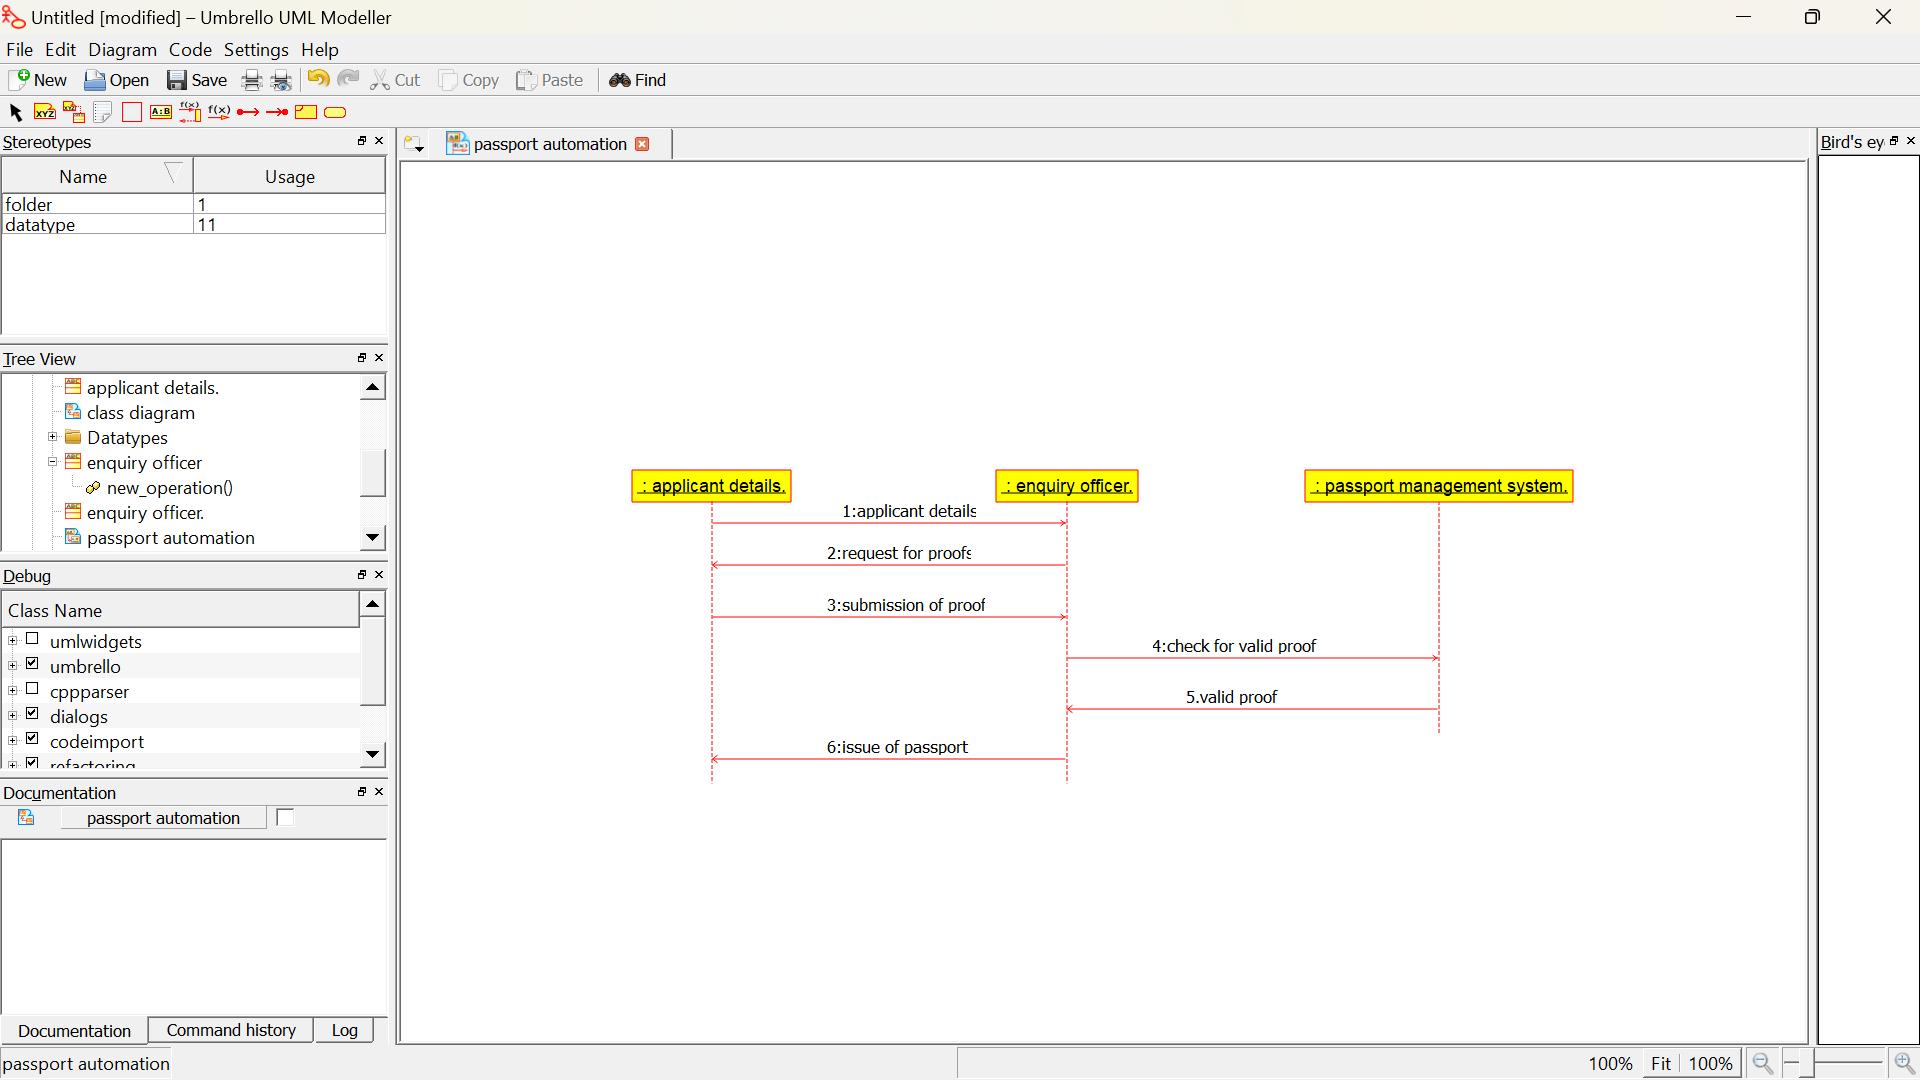 Untitled [modified] – Umbrello UML Modeller
File Edit Diagram Code Settings Help
New Open Save Cut Copy Paste Find
XYZ XYZ A:B f(x) f(x)
Stereotypes
Name Usage
folder 1
datatype 11
Tree View
applicant details.
class diagram
Datatypes
enquiry officer
new_operation()
enquiry officer.
passport automation
Debug
Class Name
umlwidgets
umbrello
cppparser
dialogs
codeimport
refactoring
Documentation
passport automation
Documentation Command history Log
passport automation
passport automation
: applicant details. : enquiry officer. : passport management system.
1:applicant details
2:request for proofs
3:submission of proof
4:check for valid proof
5.valid proof
6:issue of passport
Bird's ey
100% Fit 100%